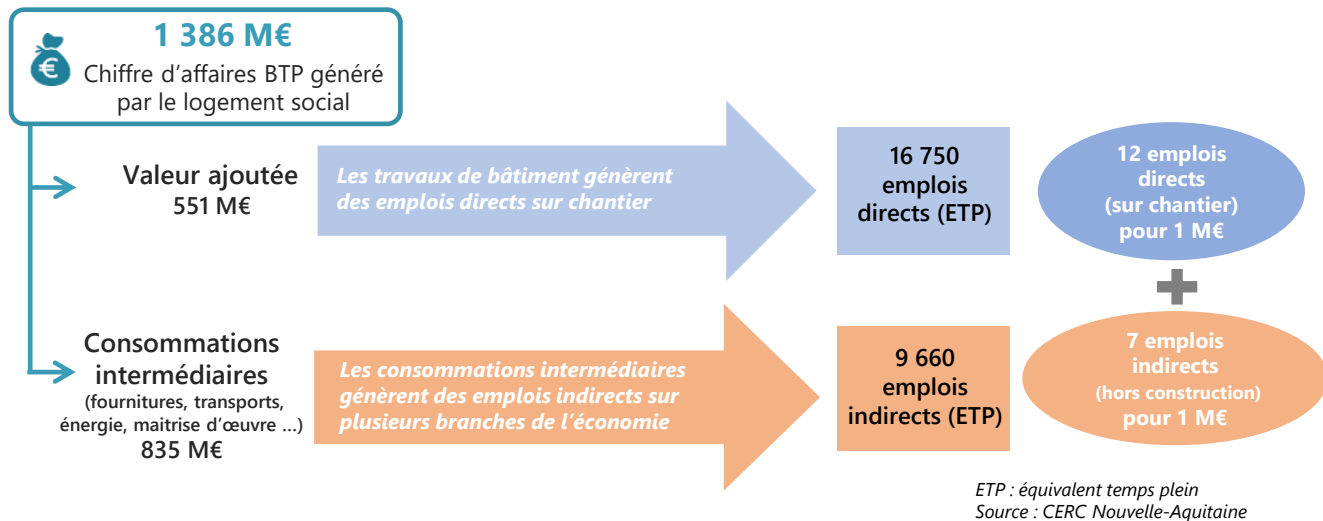 1 386 M€
Chiffre d'affaires BTP généré
par le logement social
Valeur ajoutée
551 M€
Les travaux de bâtiment génèrent
des emplois directs sur chantier
16 750
emplois
directs (ETP)
12 emplois
directs
(sur chantier)
pour 1 M€
Consommations
intermédiaires
(fournitures, transports,
énergie, maitrise d'œuvre ...)
835 M€
Les consommations intermédiaires
génèrent des emplois indirects sur
plusieurs branches de l'économie
9 660
emplois
indirects (ETP)
7 emplois
indirects
(hors construction)
pour 1 M€
ETP : équivalent temps plein
Source : CERC Nouvelle-Aquitaine